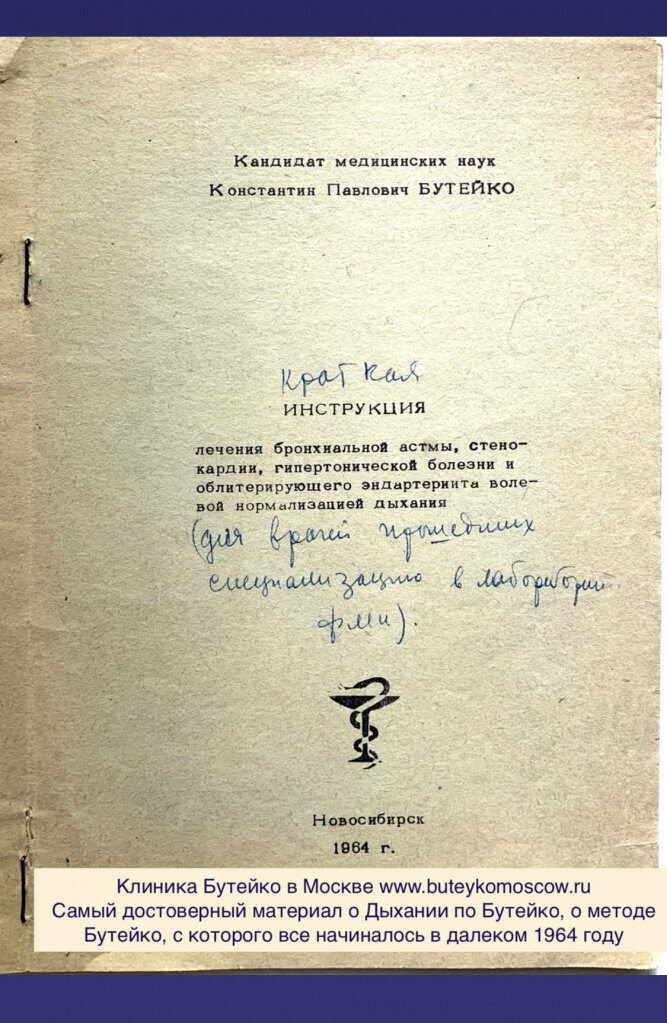 Кандидат медицинских наук
Константин Павлович БУТЕЙКО
краткая
ИНСТРУКЦИЯ
лечения бронхиальной астмы, стено-
кардии, гипертонической болезни и
облитерирующего эндартериита воле-
вой нормализацией дыхания
(для врачей прошедших
специализацию в лаборатории
ФМИ).
Новосибирск
1964 г.
Клиника Бутейко в Москве www.buteykomoscow.ru
Самый достоверный материал о Дыхании по Бутейко, о методе
Бутейко, с которого все начиналось в далеком 1964 году